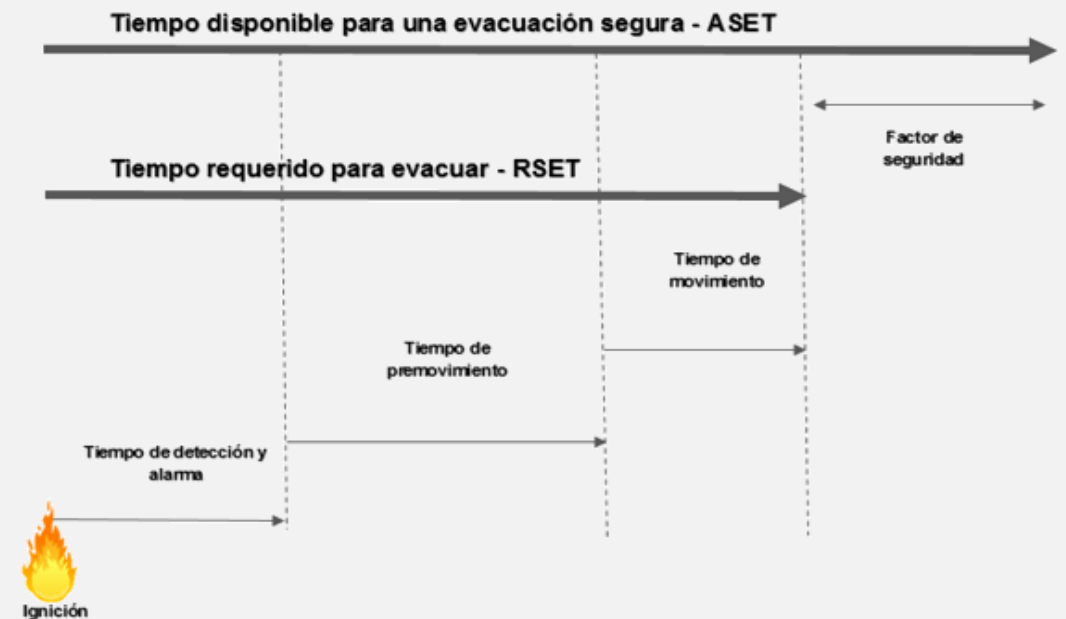 Tiempo disponible para una evacuación segura - ASET
Factor de
seguridad
Tiempo requerido para evacuar - RSET
Tiempo de
movimiento
Tiempo de
premovimiento
Tiempo de detección y
alarma
Ignición